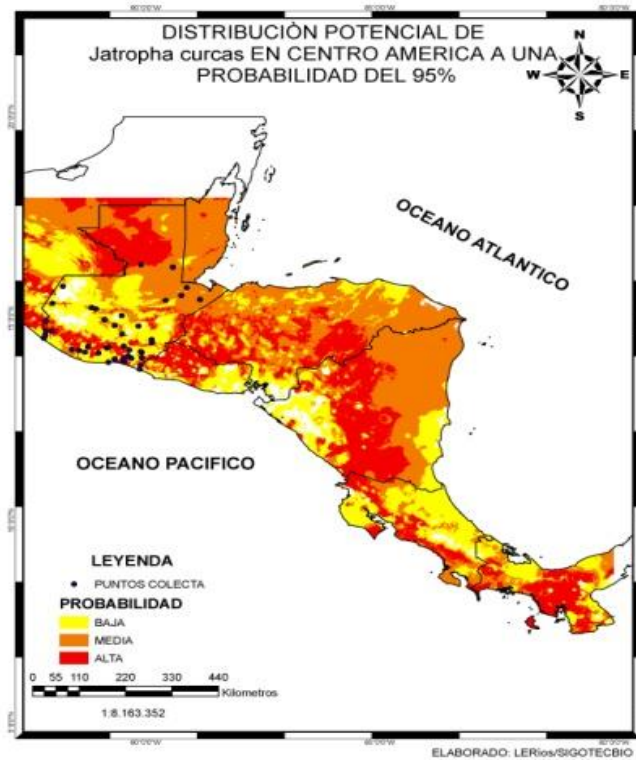 DISTRIBUCIÒN POTENCIAL DE
Jatropha curcas EN CENTRO AMERICA A UNA
PROBABILIDAD DEL 95%
N
W E
S
OCEANO ATLANTICO
OCEANO PACIFICO
LEYENDA
PUNTOS COLECTA
PROBABILIDAD
BAJA
MEDIA
ALTA
0 55 110 220 330 440
Kilometros
1:8.163.352
ELABORADO: LERios/SIGOTECBIO